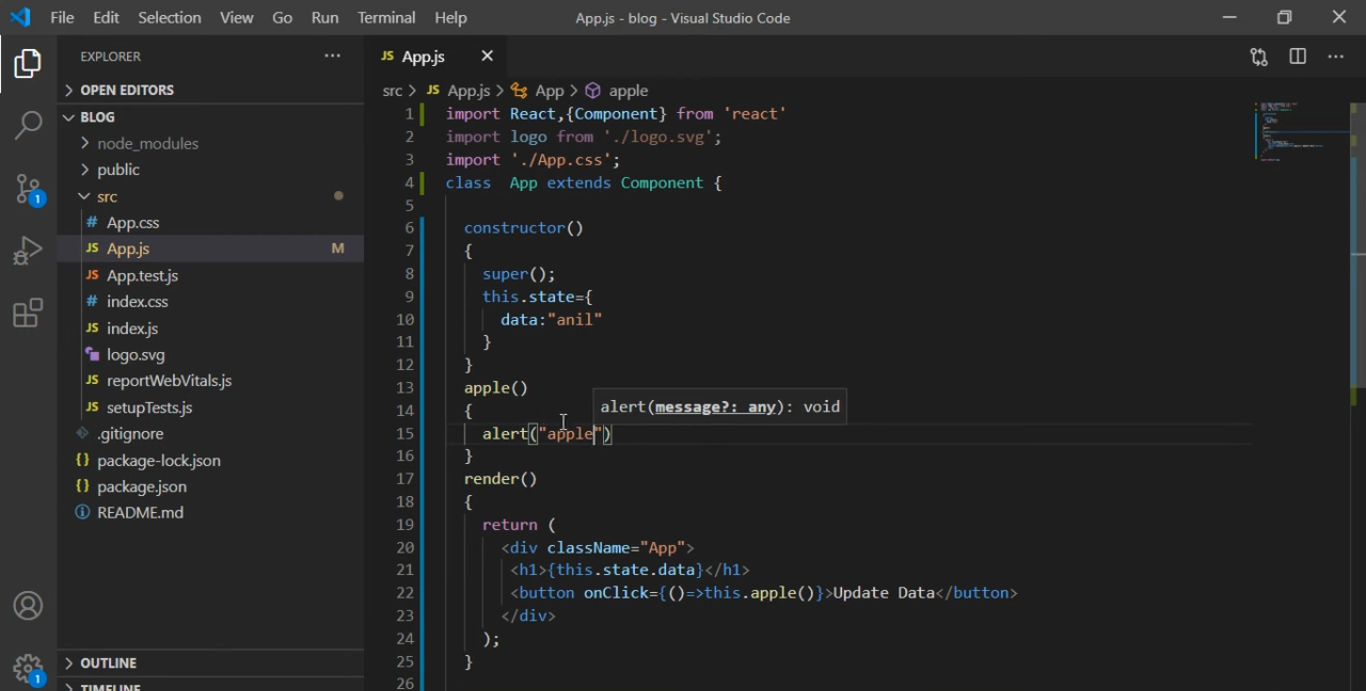 File Edit Selection View Go Run Terminal Help App.js - blog - Visual Studio Code
EXPLORER
OPEN EDITORS
BLOG
node_modules
public
src
# App.css
JS App.js M
JS App.test.js
# index.css
JS index.js
logo.svg
JS reportWebVitals.js
JS setupTests.js
.gitignore
{} package-lock.json
{} package.json
README.md
OUTLINE
TIMELINE
1
1
JS App.js
src > JS App.js > App > apple
1 import React,{Component} from 'react'
2 import logo from './logo.svg';
3 import './App.css';
4 class App extends Component {
5
6 constructor()
7 {
8 super();
9 this.state={
10 data:"anil"
11 }
12 }
13 apple()
14 {
alert(message?: any): void
15 alert("apple")
16 }
17 render()
18 {
19 return (
20 <div className="App">
21 <h1>{this.state.data}</h1>
22 <button onClick={()=>this.apple()}>Update Data</button>
23 </div>
24 );
25 }
26